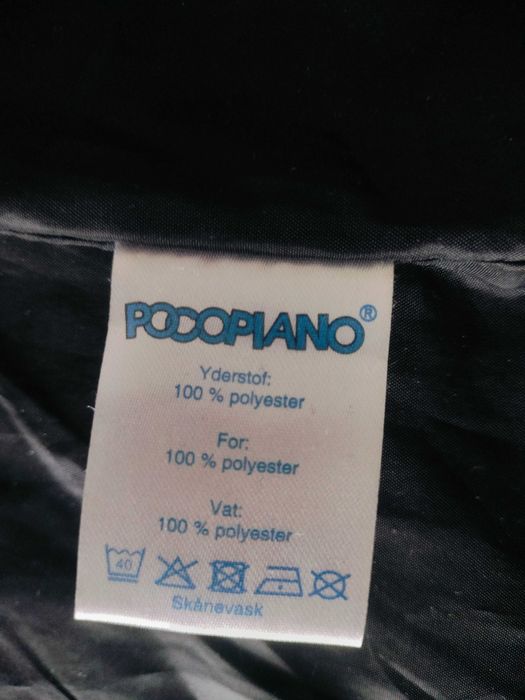 POCOPIANO®
Yderstof:
100 % polyester
For:
100 % polyester
Vat:
100 % polyester
40
Skånevask